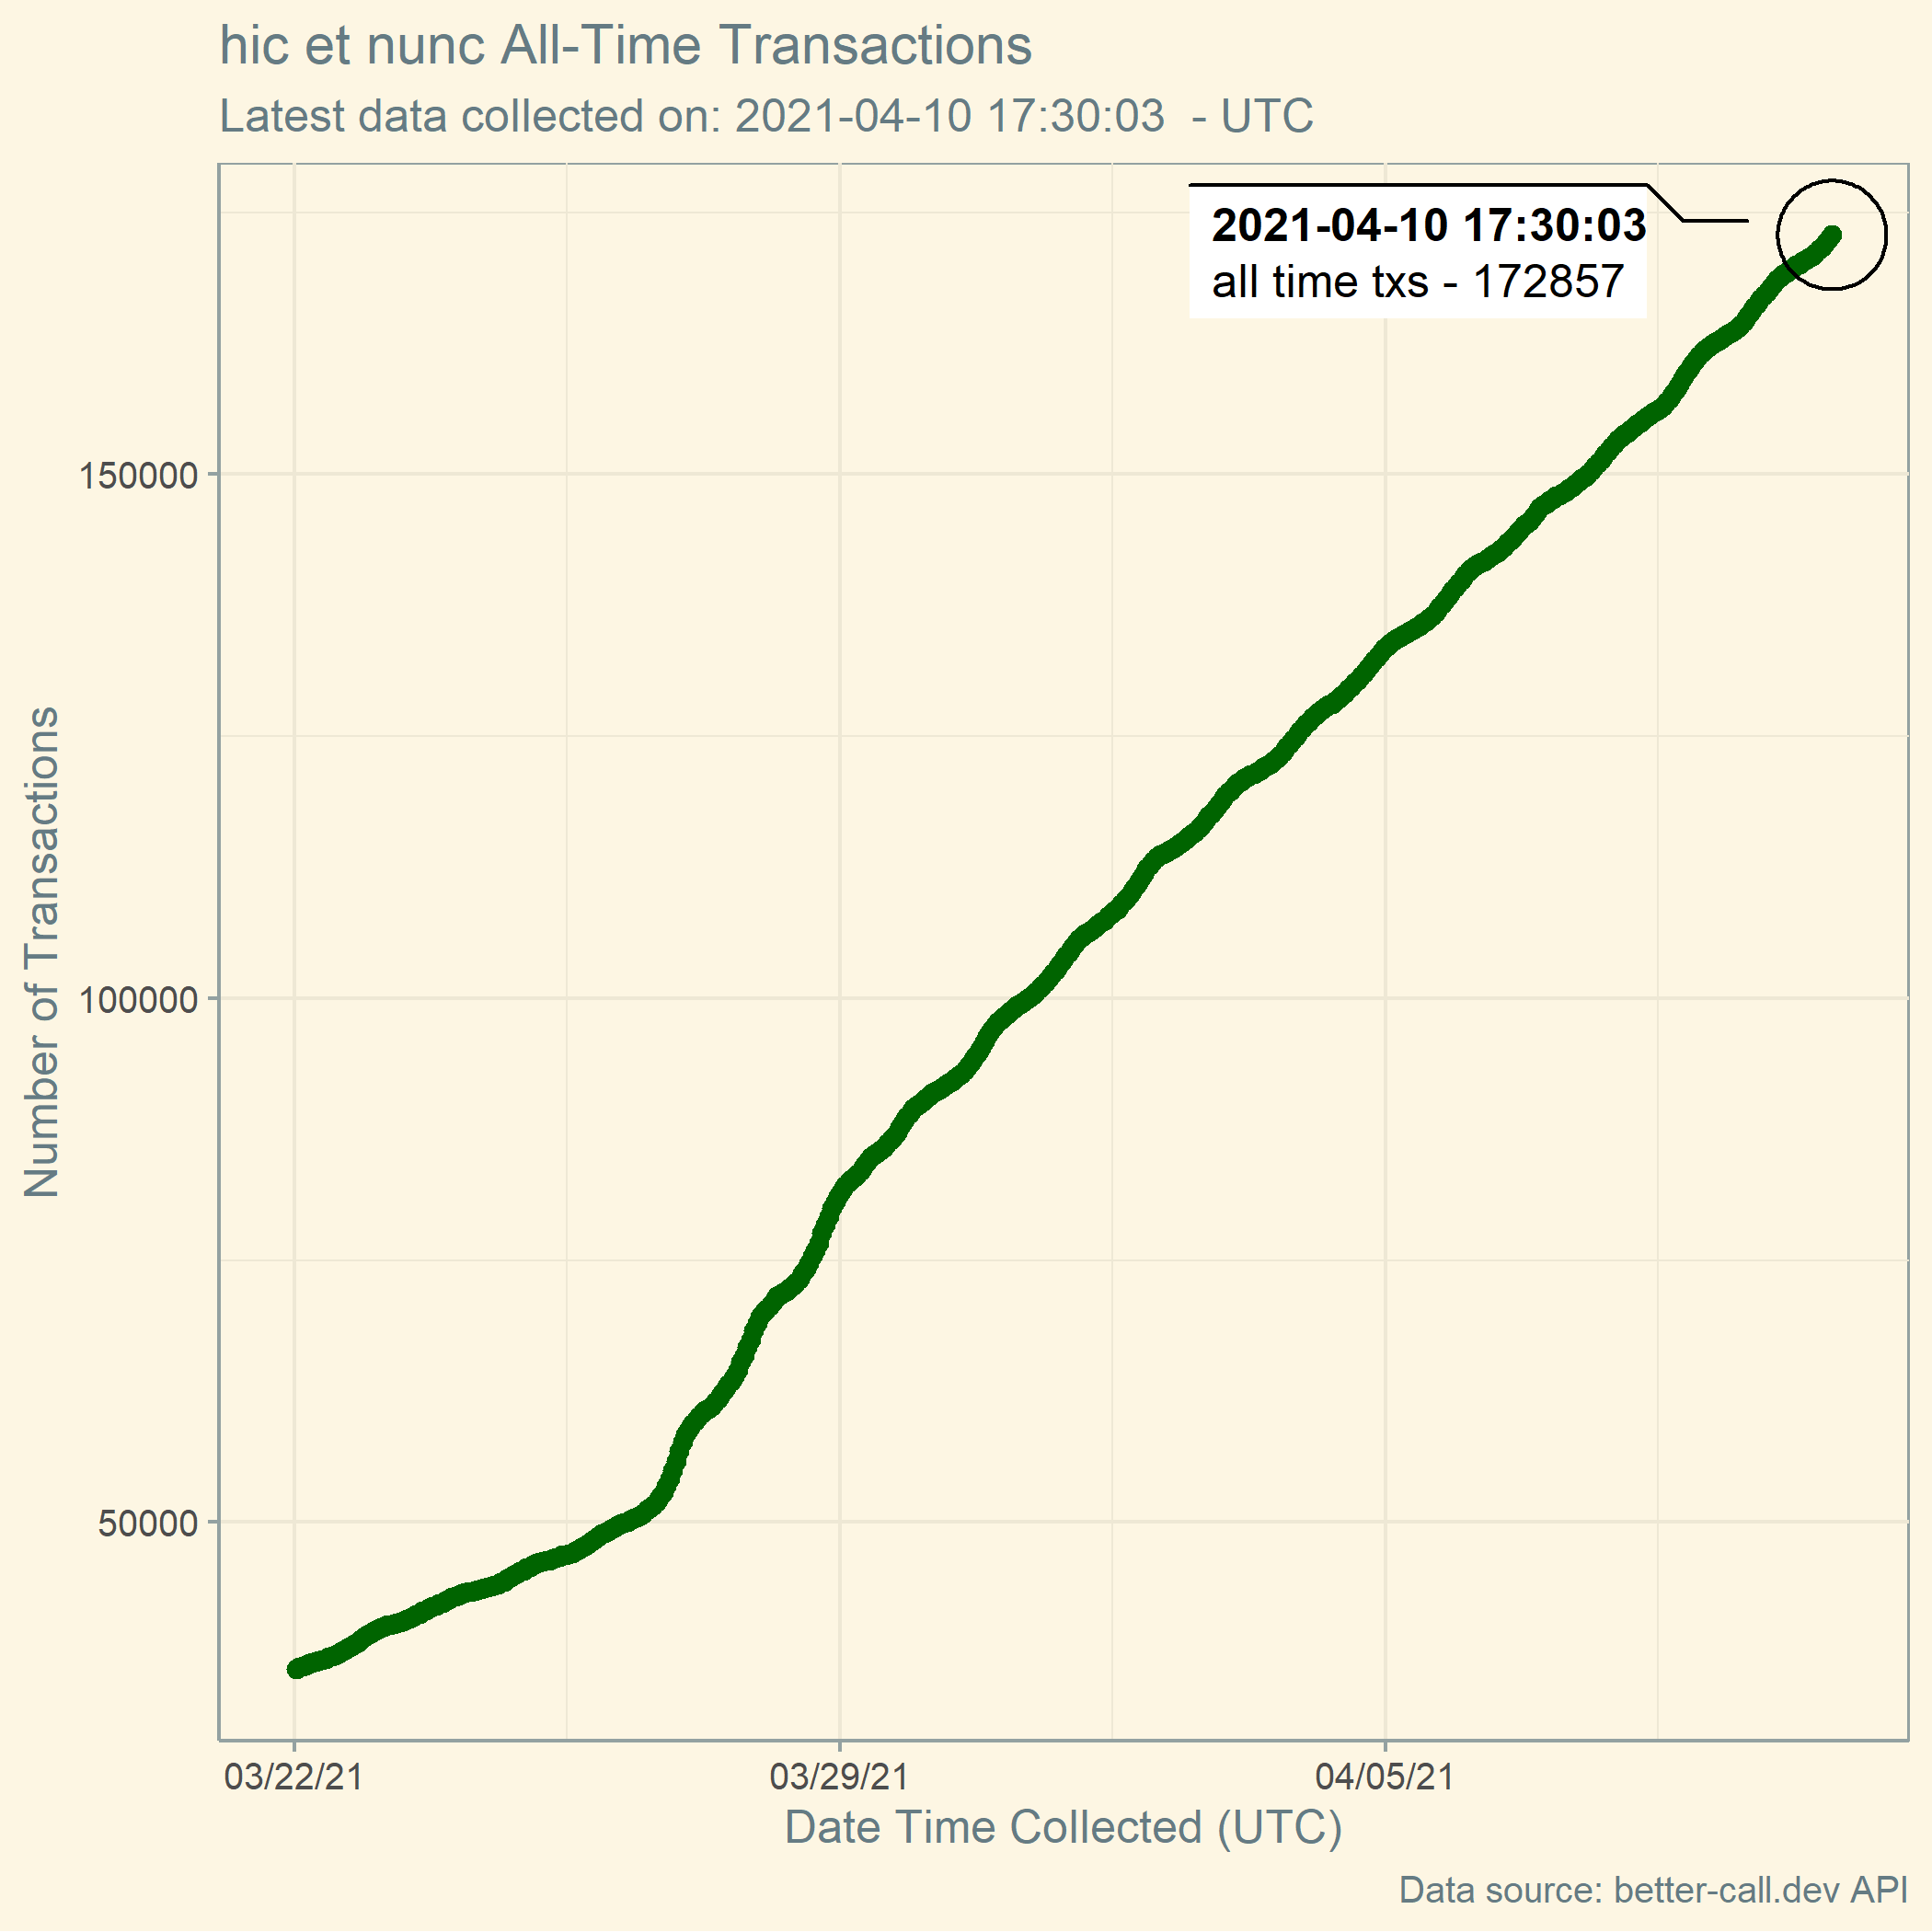 hic et nunc All-Time Transactions
Latest data collected on: 2021-04-10 17:30:03  - UTC
2021-04-10 17:30:03
all time txs - 172857
Number of Transactions
150000
100000
50000
03/22/21
03/29/21
04/05/21
Date Time Collected (UTC)
Data source: better-call.dev API